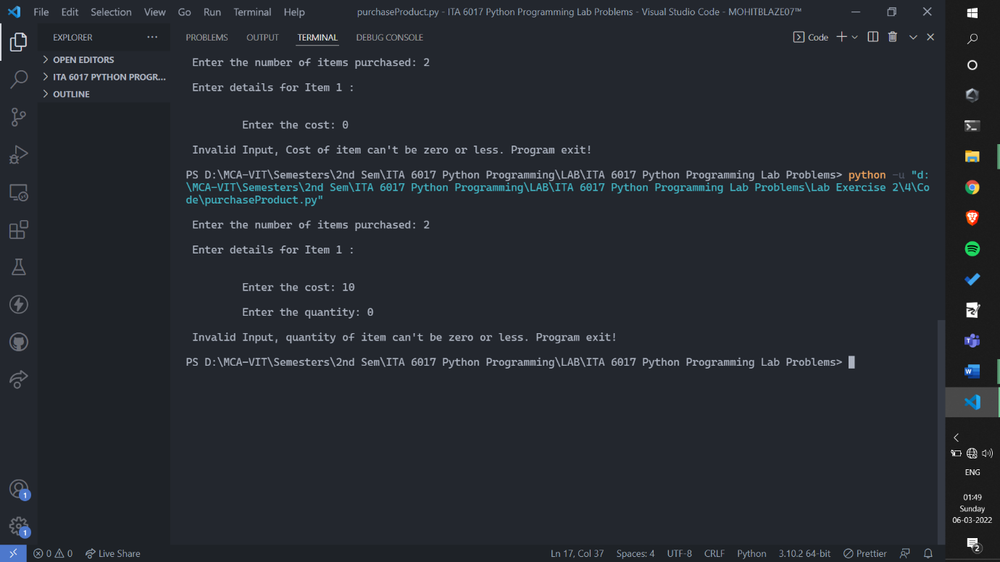 File Edit Selection View Go Run Terminal Help
purchaseProduct.py - ITA 6017 Python Programming Lab Problems - Visual Studio Code - MOHITBLAZE07™
EXPLORER
OPEN EDITORS
ITA 6017 PYTHON PROGR...
OUTLINE
PROBLEMS OUTPUT TERMINAL DEBUG CONSOLE
Code
Enter the number of items purchased: 2
Enter details for Item 1 :
Enter the cost: 0
Invalid Input, Cost of item can't be zero or less. Program exit!
PS D:\MCA-VIT\Semesters\2nd Sem\ITA 6017 Python Programming\LAB\ITA 6017 Python Programming Lab Problems> python -u "d:
\MCA-VIT\Semesters\2nd Sem\ITA 6017 Python Programming\LAB\ITA 6017 Python Programming Lab Problems\Lab Exercise 2\4\Co
de\purchaseProduct.py"
Enter the number of items purchased: 2
Enter details for Item 1 :
Enter the cost: 10
Enter the quantity: 0
Invalid Input, quantity of item can't be zero or less. Program exit!
PS D:\MCA-VIT\Semesters\2nd Sem\ITA 6017 Python Programming\LAB\ITA 6017 Python Programming Lab Problems>
1
1
0 0 Live Share
Ln 17, Col 37 Spaces: 4 UTF-8 CRLF Python 3.10.2 64-bit Prettier
ENG
01:49
Sunday
06-03-2022
2